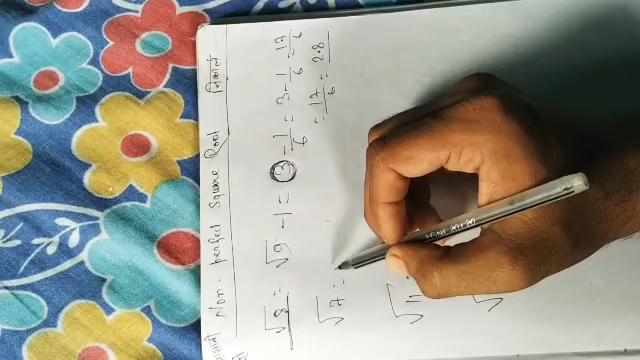 Non-perfect Square Root निकाले
√8 = √9 - 1 = 3 - 1/6 = 3 - 1/6 = 17/6
= 17/6 = 2.8
√7 =
√11
√